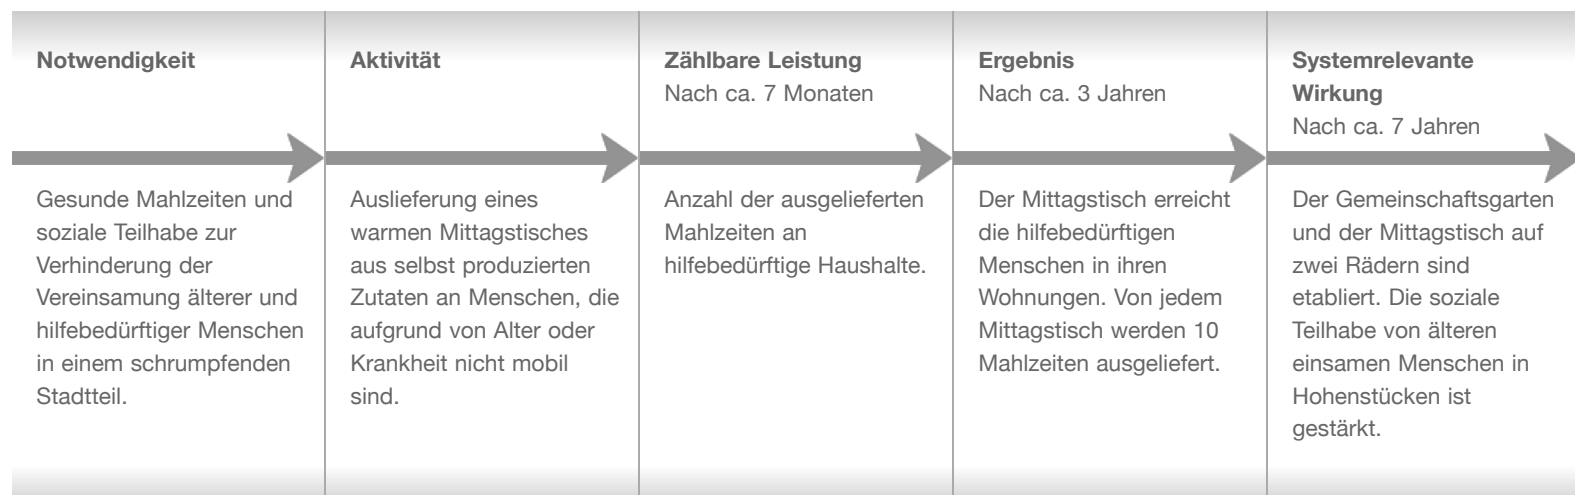 Notwendigkeit
Gesunde Mahlzeiten und
soziale Teilhabe zur
Verhinderung der
Vereinsamung älterer und
hilfebedürftiger Menschen
in einem schrumpfenden
Stadtteil.
Aktivität
Auslieferung eines
warmen Mittagstisches
aus selbst produzierten
Zutaten an Menschen, die
aufgrund von Alter oder
Krankheit nicht mobil
sind.
Zählbare Leistung
Nach ca. 7 Monaten
Anzahl der ausgelieferten
Mahlzeiten an
hilfebedürftige Haushalte.
Ergebnis
Nach ca. 3 Jahren
Der Mittagstisch erreicht
die hilfebedürftigen
Menschen in ihren
Wohnungen. Von jedem
Mittagstisch werden 10
Mahlzeiten ausgeliefert.
Systemrelevante
Wirkung
Nach ca. 7 Jahren
Der Gemeinschaftsgarten
und der Mittagstisch auf
zwei Rädern sind
etabliert. Die soziale
Teilhabe von älteren
einsamen Menschen in
Hohenstücken ist
gestärkt.